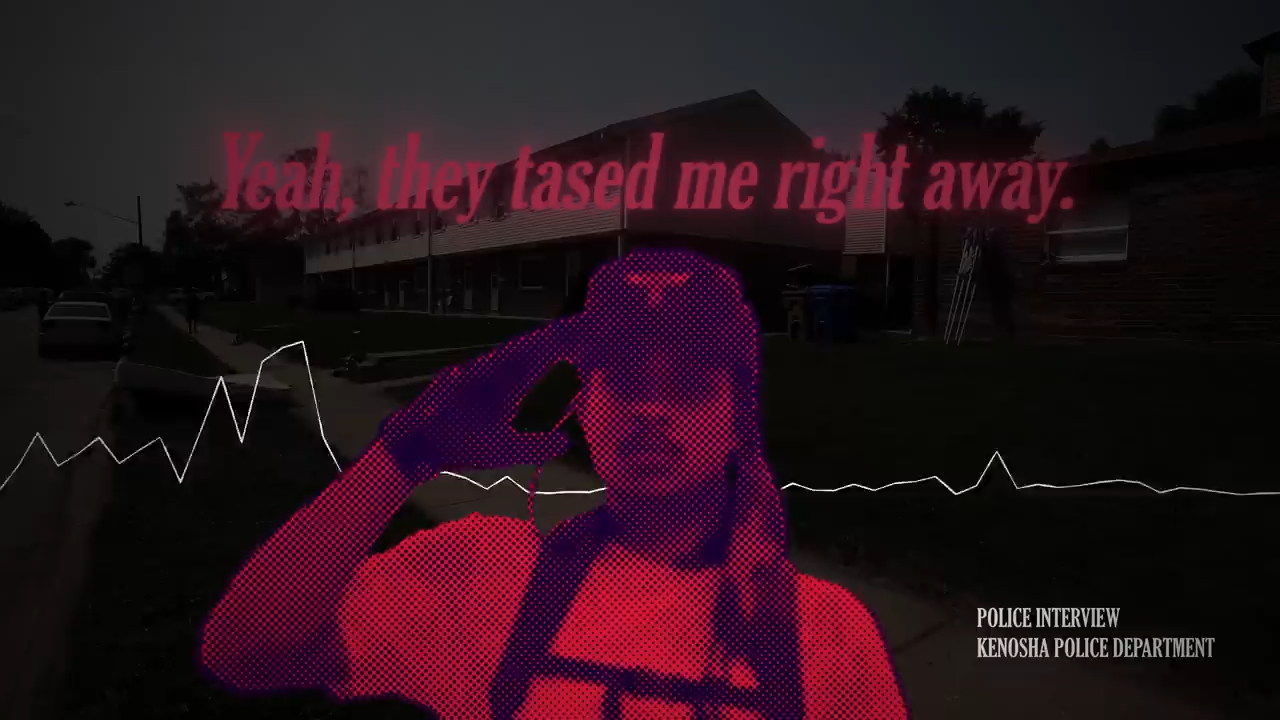 Yeah, they tased me right away.
POLICE INTERVIEW
KENOSHA POLICE DEPARTMENT